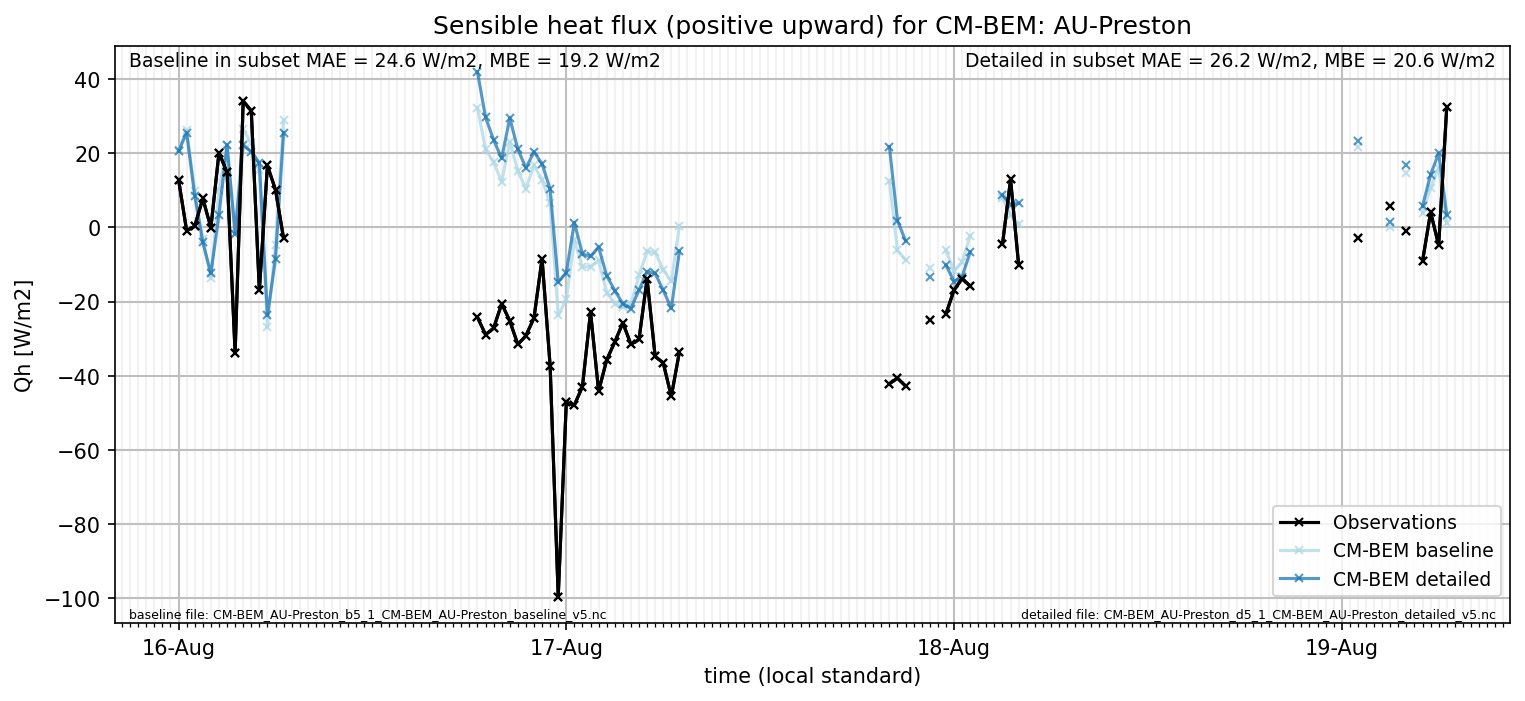 Sensible heat flux (positive upward) for CM-BEM: AU-Preston
Baseline in subset MAE = 24.6 W/m2, MBE = 19.2 W/m2
Detailed in subset MAE = 26.2 W/m2, MBE = 20.6 W/m2
Qh [W/m2]
40
20
0
−20
−40
−60
−80
−100
Observations
CM-BEM baseline
CM-BEM detailed
baseline file: CM-BEM_AU-Preston_b5_1_CM-BEM_AU-Preston_baseline_v5.nc
detailed file: CM-BEM_AU-Preston_d5_1_CM-BEM_AU-Preston_detailed_v5.nc
16-Aug
17-Aug
18-Aug
19-Aug
time (local standard)